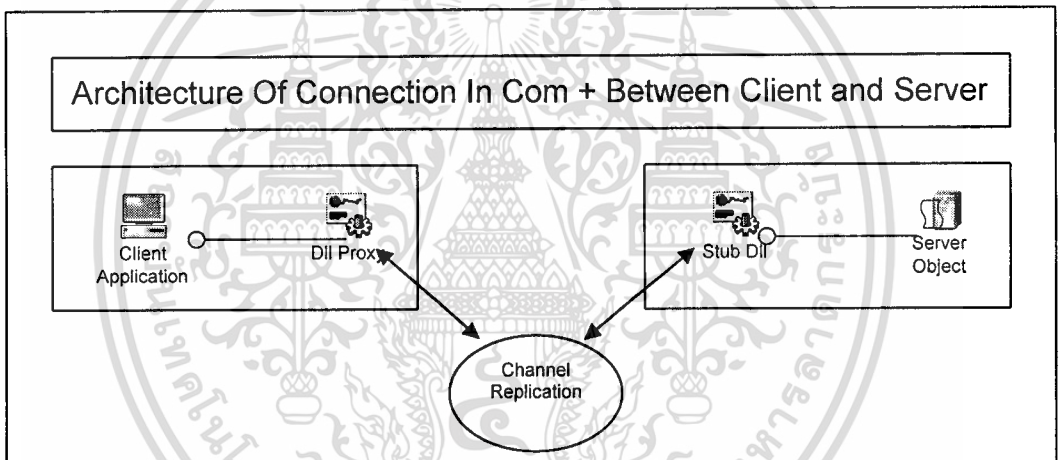 Architecture Of Connection In Com + Between Client and Server
Client
Application
Dll Proxy
Stub Dll
Server
Object
Channel
Replication